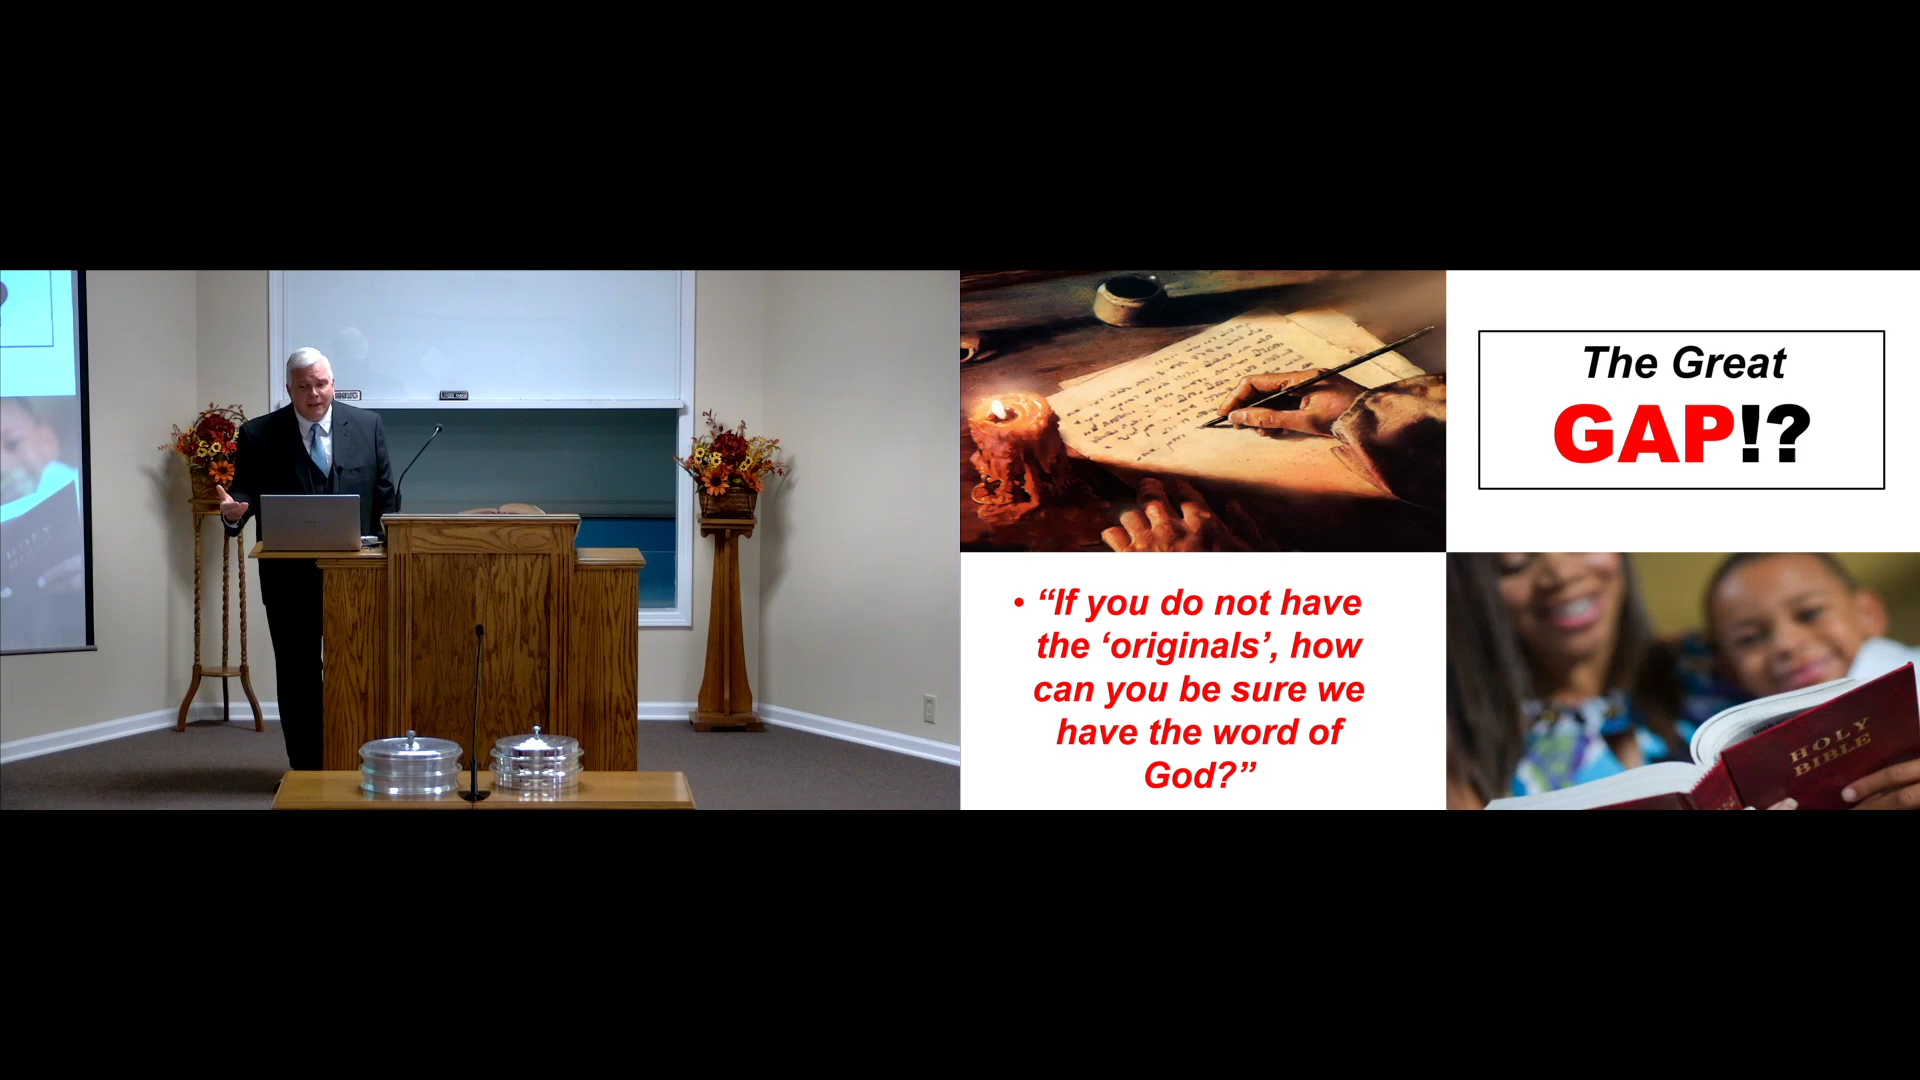 The Great
GAP!?
• “If you do not have
the ‘originals’, how
can you be sure we
have the word of
God?”
HOLY
BIBLE